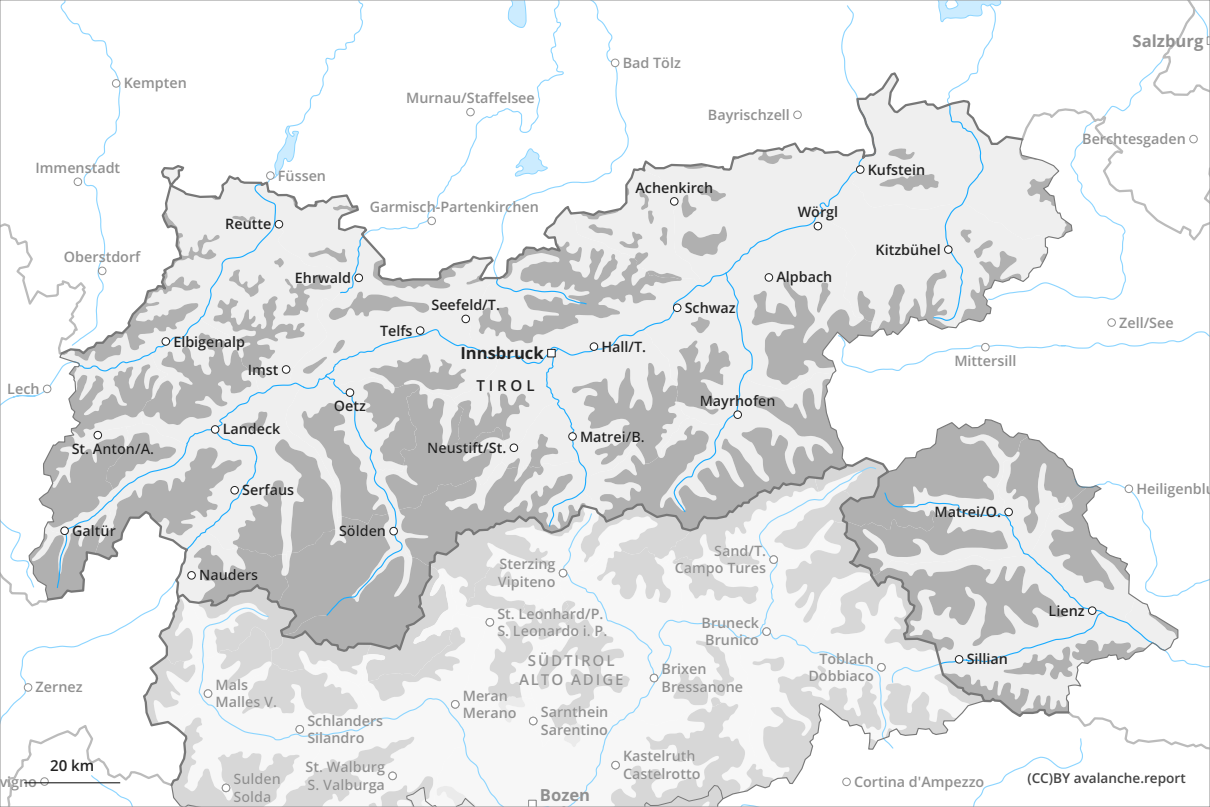 Salzburg
Bad Tölz
Kempten
Murnau/Staffelsee
Bayrischzell
Berchtesgaden
Immenstadt
Füssen
Kufstein
Achenkirch
Garmisch-Partenkirchen
Wörgl
Reutte
Kitzbühel
Oberstdorf
Ehrwald
Alpbach
Seefeld/T.
Schwaz
Zell/See
Telfs
Elbigenalp
Hall/T.
Innsbruck
Mittersill
Imst
TIROL
Lech
Oetz
Mayrhofen
Landeck
Matrei/B.
St. Anton/A.
Neustift/St.
Serfaus
Heiligenblu
Matrei/O.
Galtür
Sölden
Sand/T.
Campo Tures
Sterzing
Vipiteno
Nauders
Lienz
St. Leonhard/P.
S. Leonardo i. P.
Bruneck
Brunico
SÜDTIROL
ALTO ADIGE
Toblach
Dobbiaco
Sillian
Brixen
Bressanone
Zernez
Mals
Malles V.
Meran
Merano
Sarnthein
Sarentino
Schlanders
Silandro
Kastelruth
Castelrotto
St. Walburg
S. Valburga
20 km
vigno
Sulden
Solda
Cortina d'Ampezzo
(CC)BY avalanche.report
Bozen